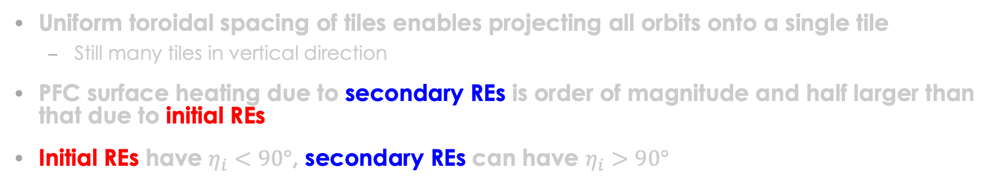 • Uniform toroidal spacing of tiles enables projecting all orbits onto a single tile
– Still many tiles in vertical direction
• PFC surface heating due to secondary REs is order of magnitude and half larger than
that due to initial REs
• Initial REs have ηᵢ < 90°, secondary REs can have ηᵢ > 90°